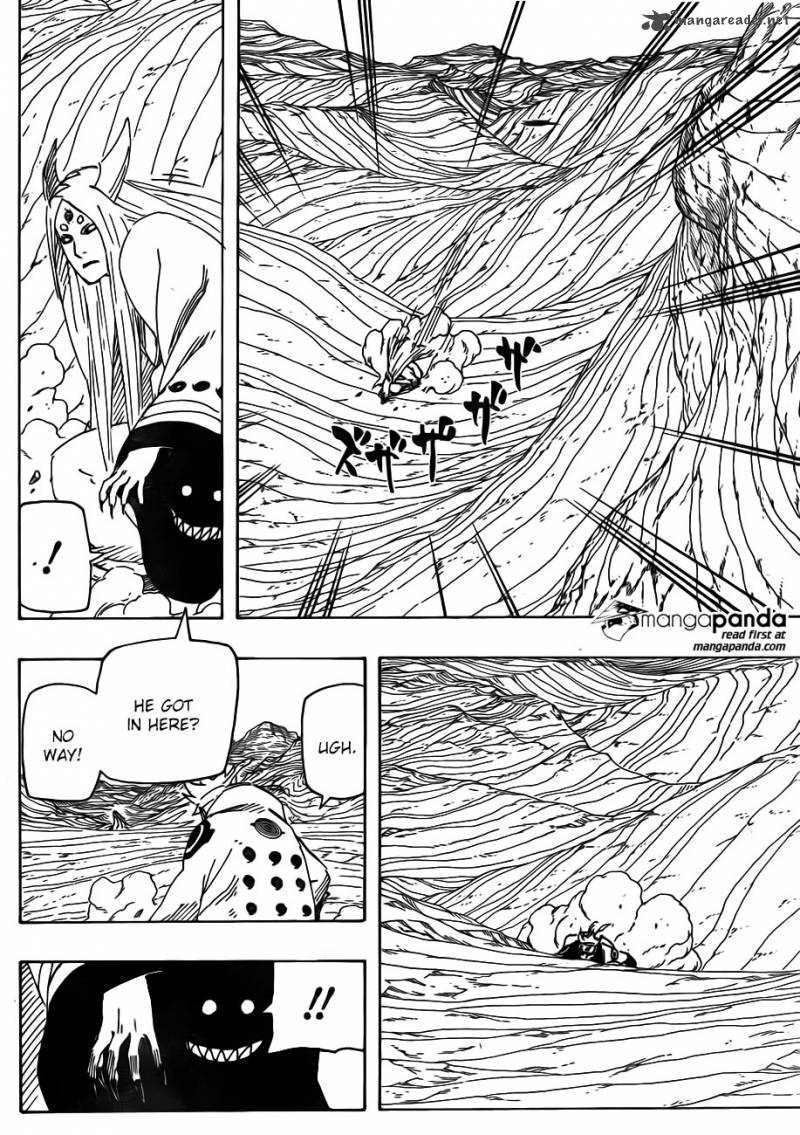 mangareader.net
ザ
ザ
ザ
ザ
ズ
!
mangapanda
read first at
mangapanda.com
UGH.
HE GOT
IN HERE?
NO
WAY!
!!